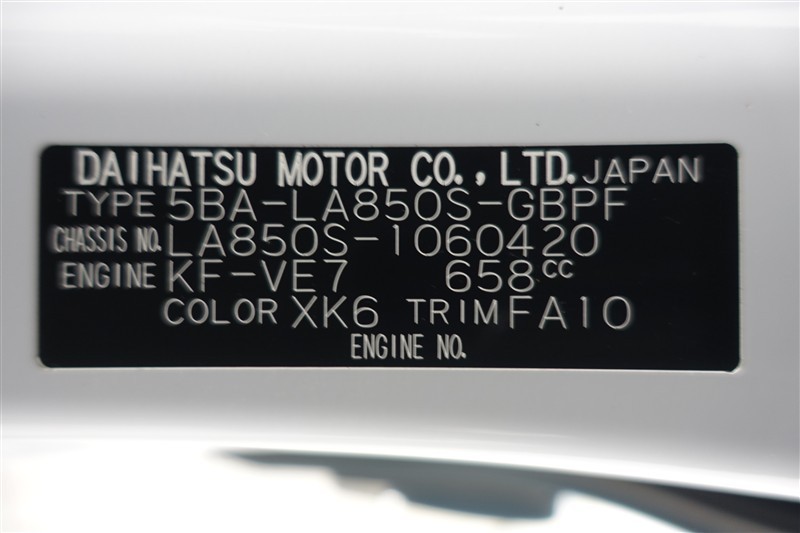 DAIHATSU MOTOR CO., LTD. JAPAN
TYPE 5BA-LA850S-GBPF
CHASSIS NO. LA850S-1060420
ENGINE KF-VE7 658cc
COLOR XK6 TRIM FA10
ENGINE NO.